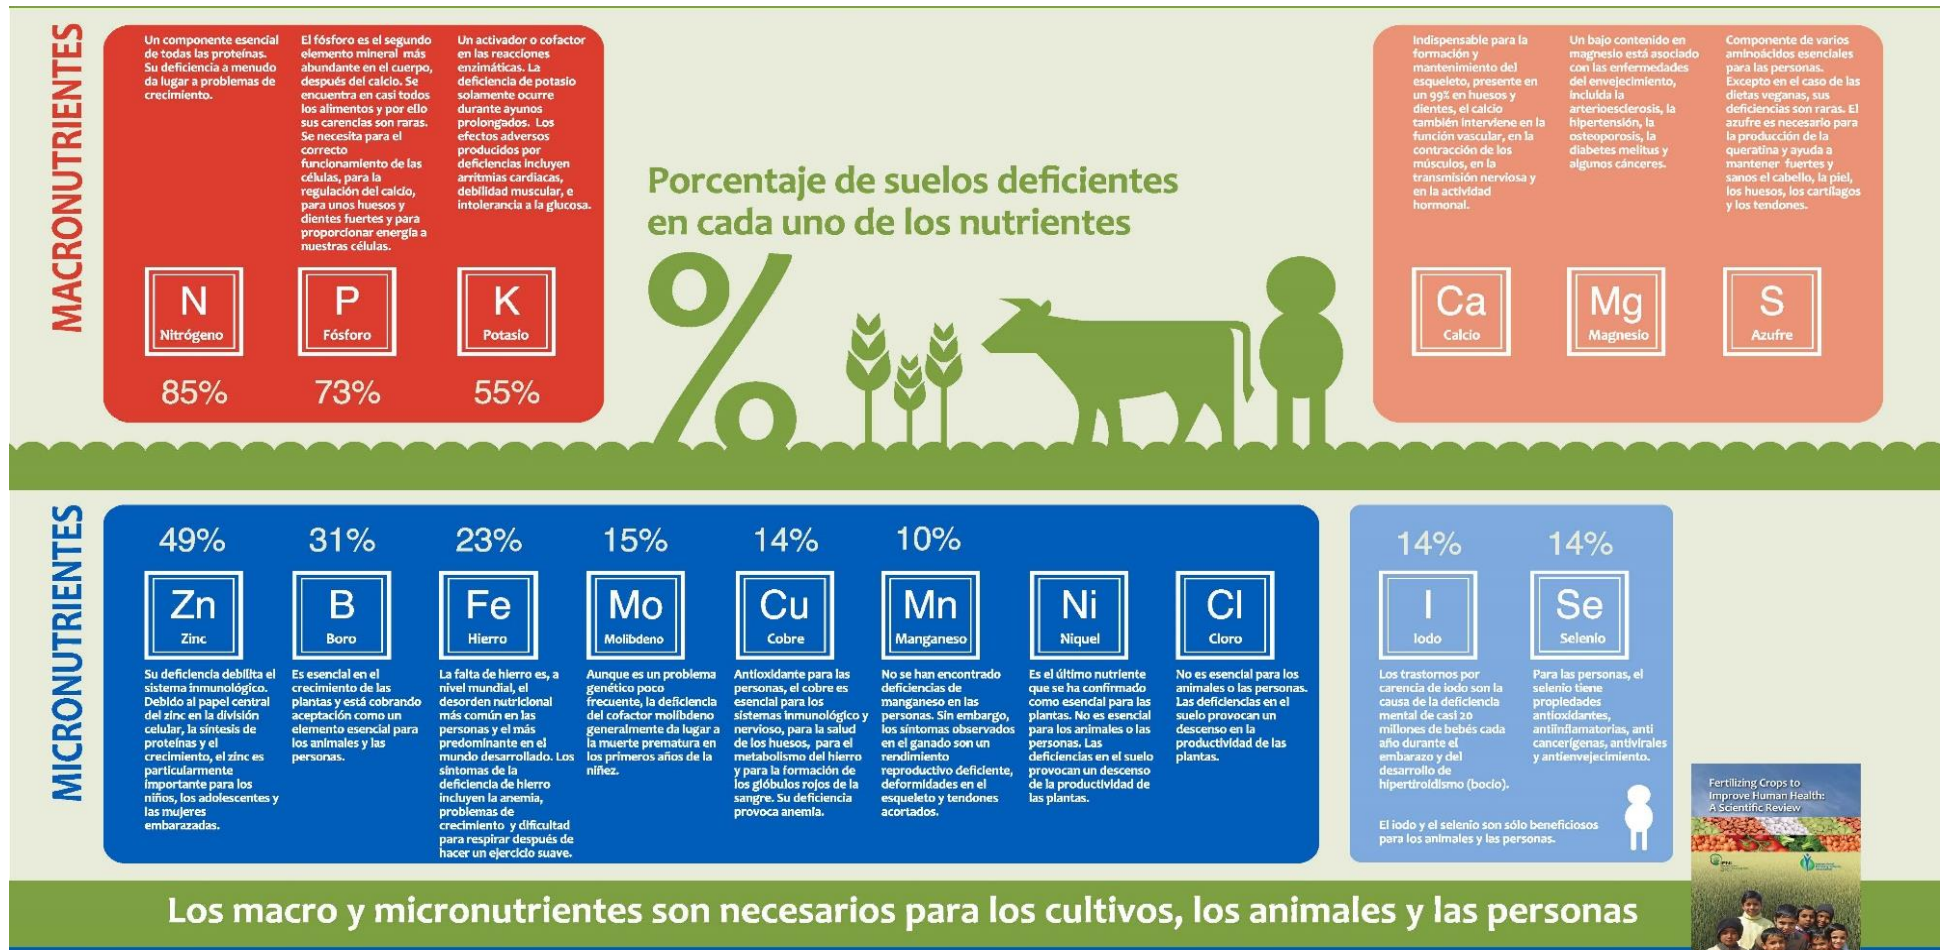 MACRONUTRIENTES
Un componente esencial
de todas las proteínas.
Su deficiencia a menudo
da lugar a problemas de
crecimiento.
N
Nitrógeno
85%
El fósforo es el segundo
elemento mineral más
abundante en el cuerpo,
después del calcio. Se
encuentra en casi todos
los alimentos y por ello
sus carencias son raras.
Se necesita para el
correcto
funcionamiento de las
células, para la
regulación del calcio,
para unos huesos y
dientes fuertes y para
proporcionar energía a
nuestras células.
P
Fósforo
73%
Un activador o cofactor
en las reacciones
enzimáticas. La
deficiencia de potasio
solamente ocurre
durante ayunos
prolongados. Los
efectos adversos
producidos por
deficiencias incluyen
arritmias cardiacas,
debilidad muscular, e
intolerancia a la glucosa.
K
Potasio
55%
Porcentaje de suelos deficientes
en cada uno de los nutrientes
%
Indispensable para la
formación y
mantenimiento del
esqueleto, presente en
un 99% en huesos y
dientes, el calcio
también interviene en la
función vascular, en la
contracción de los
músculos, en la
transmisión nerviosa y
en la actividad
hormonal.
Ca
Calcio
Un bajo contenido en
magnesio está asociado
con las enfermedades
del envejecimiento,
incluida la
arterioesclerosis, la
hipertensión, la
osteoporosis, la
diabetes melitus y
algunos cánceres.
Mg
Magnesio
Componente de varios
aminoácidos esenciales
para las personas.
Excepto en el caso de las
dietas veganas, sus
deficiencias son raras. El
azufre es necesario para
la producción de la
queratina y ayuda a
mantener fuertes y
sanos el cabello, la piel,
los huesos, los cartílagos
y los tendones.
S
Azufre
MICRONUTRIENTES
49%
Zn
Zinc
Su deficiencia debilita el
sistema inmunológico.
Debido al papel central
del zinc en la división
celular, la síntesis de
proteínas y el
crecimiento, el zinc es
particularmente
importante para los
niños, los adolescentes y
las mujeres
embarazadas.
31%
B
Boro
Es esencial en el
crecimiento de las
plantas y está cobrando
aceptación como un
elemento esencial para
los animales y las
personas.
23%
Fe
Hierro
La falta de hierro es, a
nivel mundial, el
desorden nutricional
más común en las
personas y el más
predominante en el
mundo desarrollado. Los
síntomas de la
deficiencia de hierro
incluyen la anemia,
problemas de
crecimiento y dificultad
para respirar después de
hacer un ejercicio suave.
15%
Mo
Molibdeno
Aunque es un problema
genético poco
frecuente, la deficiencia
del cofactor molibdeno
generalmente da lugar a
la muerte prematura en
los primeros años de la
niñez.
14%
Cu
Cobre
Antioxidante para las
personas, el cobre es
esencial para los
sistemas inmunológico y
nervioso, para la salud
de los huesos, para el
metabolismo del hierro
y para la formación de
los glóbulos rojos de la
sangre. Su deficiencia
provoca anemia.
10%
Mn
Manganeso
No se han encontrado
deficiencias de
manganeso en las
personas. Sin embargo,
los síntomas observados
en el ganado son un
rendimiento
reproductivo deficiente,
deformidades en el
esqueleto y tendones
acortados.
Ni
Niquel
Es el último nutriente
que se ha confirmado
como esencial para las
plantas. No es esencial
para los animales o las
personas. Las
deficiencias en el suelo
provocan un descenso
de la productividad de
las plantas.
Cl
Cloro
No es esencial para los
animales o las personas.
Las deficiencias en el
suelo provocan un
descenso en la
productividad de las
plantas.
14%
I
Iodo
Los trastornos por
carencia de iodo son la
causa de la deficiencia
mental de casi 20
millones de bebés cada
año durante el
embarazo y del
desarrollo de
hipertiroidismo (bocio).
14%
Se
Selenio
Para las personas, el
selenio tiene
propiedades
antioxidantes,
antiinflamatorias, anti
cancerígenas, antivirales
y antienvejecimiento.
El iodo y el selenio son sólo beneficiosos
para los animales y las personas.
Fertilizing Crops to
Improve Human Health:
A Scientific Review
Los macro y micronutrientes son necesarios para los cultivos, los animales y las personas